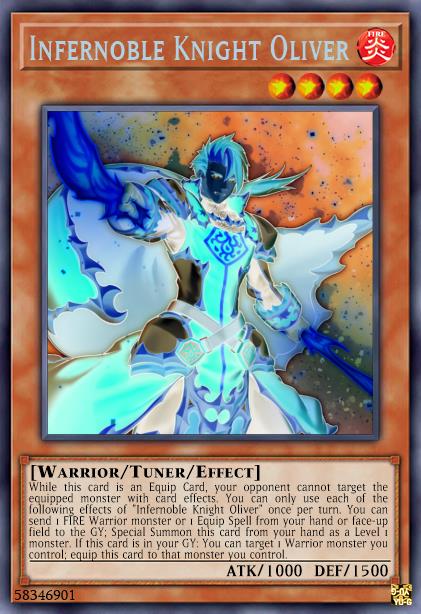 INFERNOBLE KNIGHT OLIVER
FIRE
炎
[WARRIOR/TUNER/EFFECT]
While this card is an Equip Card, your opponent cannot target the
equipped monster with card effects. You can only use each of the
following effects of "Infernoble Knight Oliver" once per turn. You can
send 1 FIRE Warrior monster or 1 Equip Spell from your hand or face-up
field to the GY; Special Summon this card from your hand as a Level 1
monster. If this card is in your GY: You can target 1 Warrior monster you
control; equip this card to that monster you control.
ATK/1000 DEF/1500
58346901